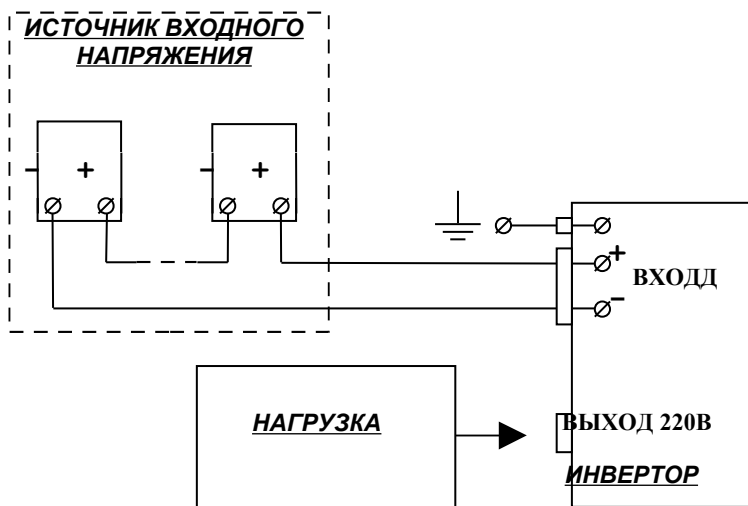 ИСТОЧНИК ВХОДНОГО
НАПРЯЖЕНИЯ
- + - +
+
ВХОДД
-
НАГРУЗКА
ВЫХОД 220В
ИНВЕРТОР